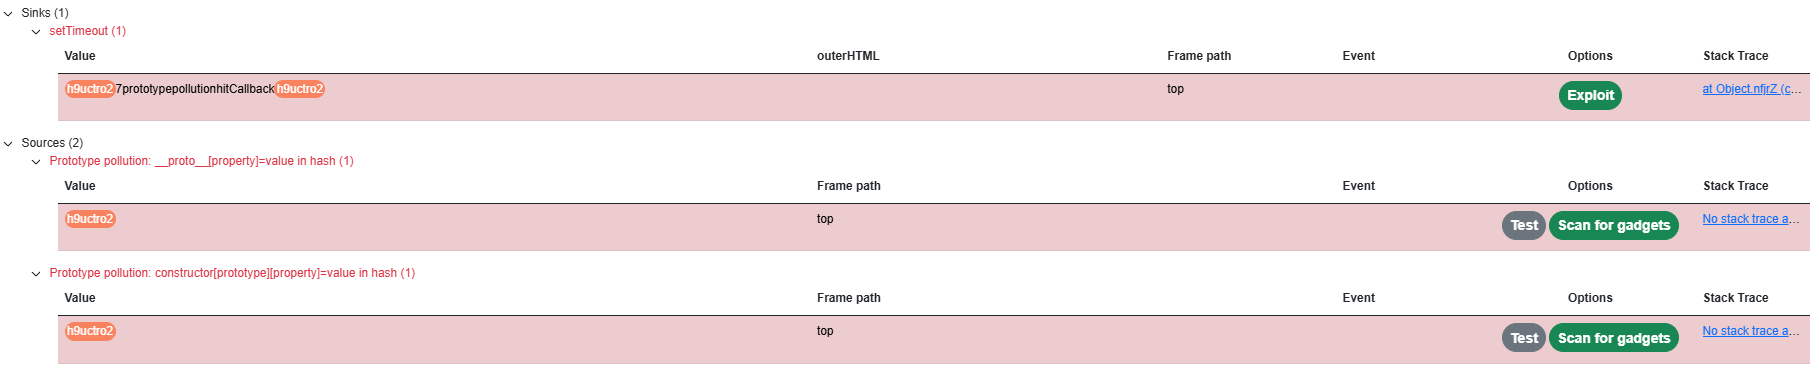 Sinks (1)
setTimeout (1)
Value outerHTML Frame path Event Options Stack Trace
h9uctro27prototypepollutionhitCallbackh9uctro2 top Exploit at Object.nfjrZ (c...
Sources (2)
Prototype pollution: __proto__[property]=value in hash (1)
Value Frame path Event Options Stack Trace
h9uctro2 top Test Scan for gadgets No stack trace a...
Prototype pollution: constructor[prototype][property]=value in hash (1)
Value Frame path Event Options Stack Trace
h9uctro2 top Test Scan for gadgets No stack trace a...